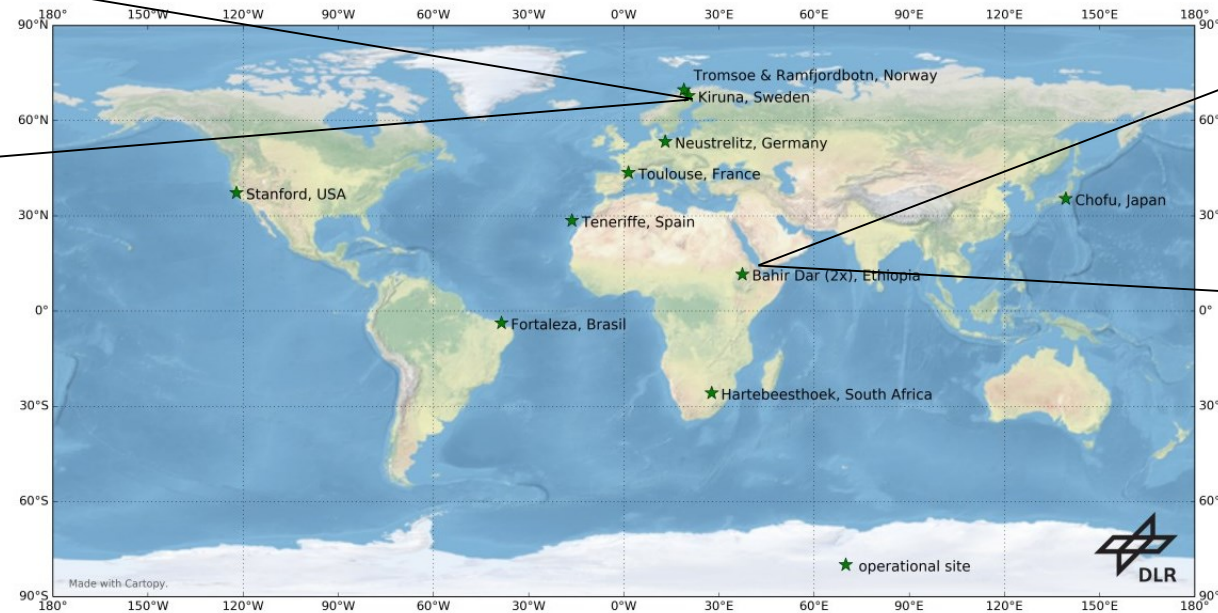 180° 150°W 120°W 90°W 60°W 30°W 0°W 30°E 60°E 90°E 120°E 150°E 180°
90°N 90°
Tromsoe & Ramfjordbotn, Norway
Kiruna, Sweden
60°N 60°
Neustrelitz, Germany
Toulouse, France
Stanford, USA
Chofu, Japan
30°N 30°
Teneriffe, Spain
Bahir Dar (2x), Ethiopia
0° 0°
Fortaleza, Brasil
Hartebeesthoek, South Africa
30°S 30°
60°S 60°
operational site
DLR
Made with Cartopy.
90°S 90°
180° 150°W 120°W 90°W 60°W 30°W 0°W 30°E 60°E 90°E 120°E 150°E 180°